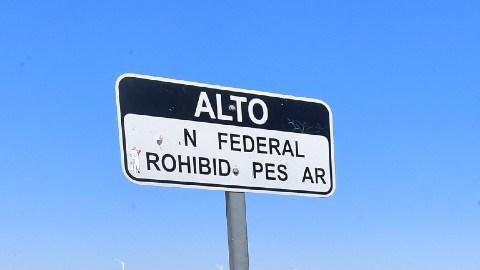 ALTO
N FEDERAL
ROHIBID PES AR